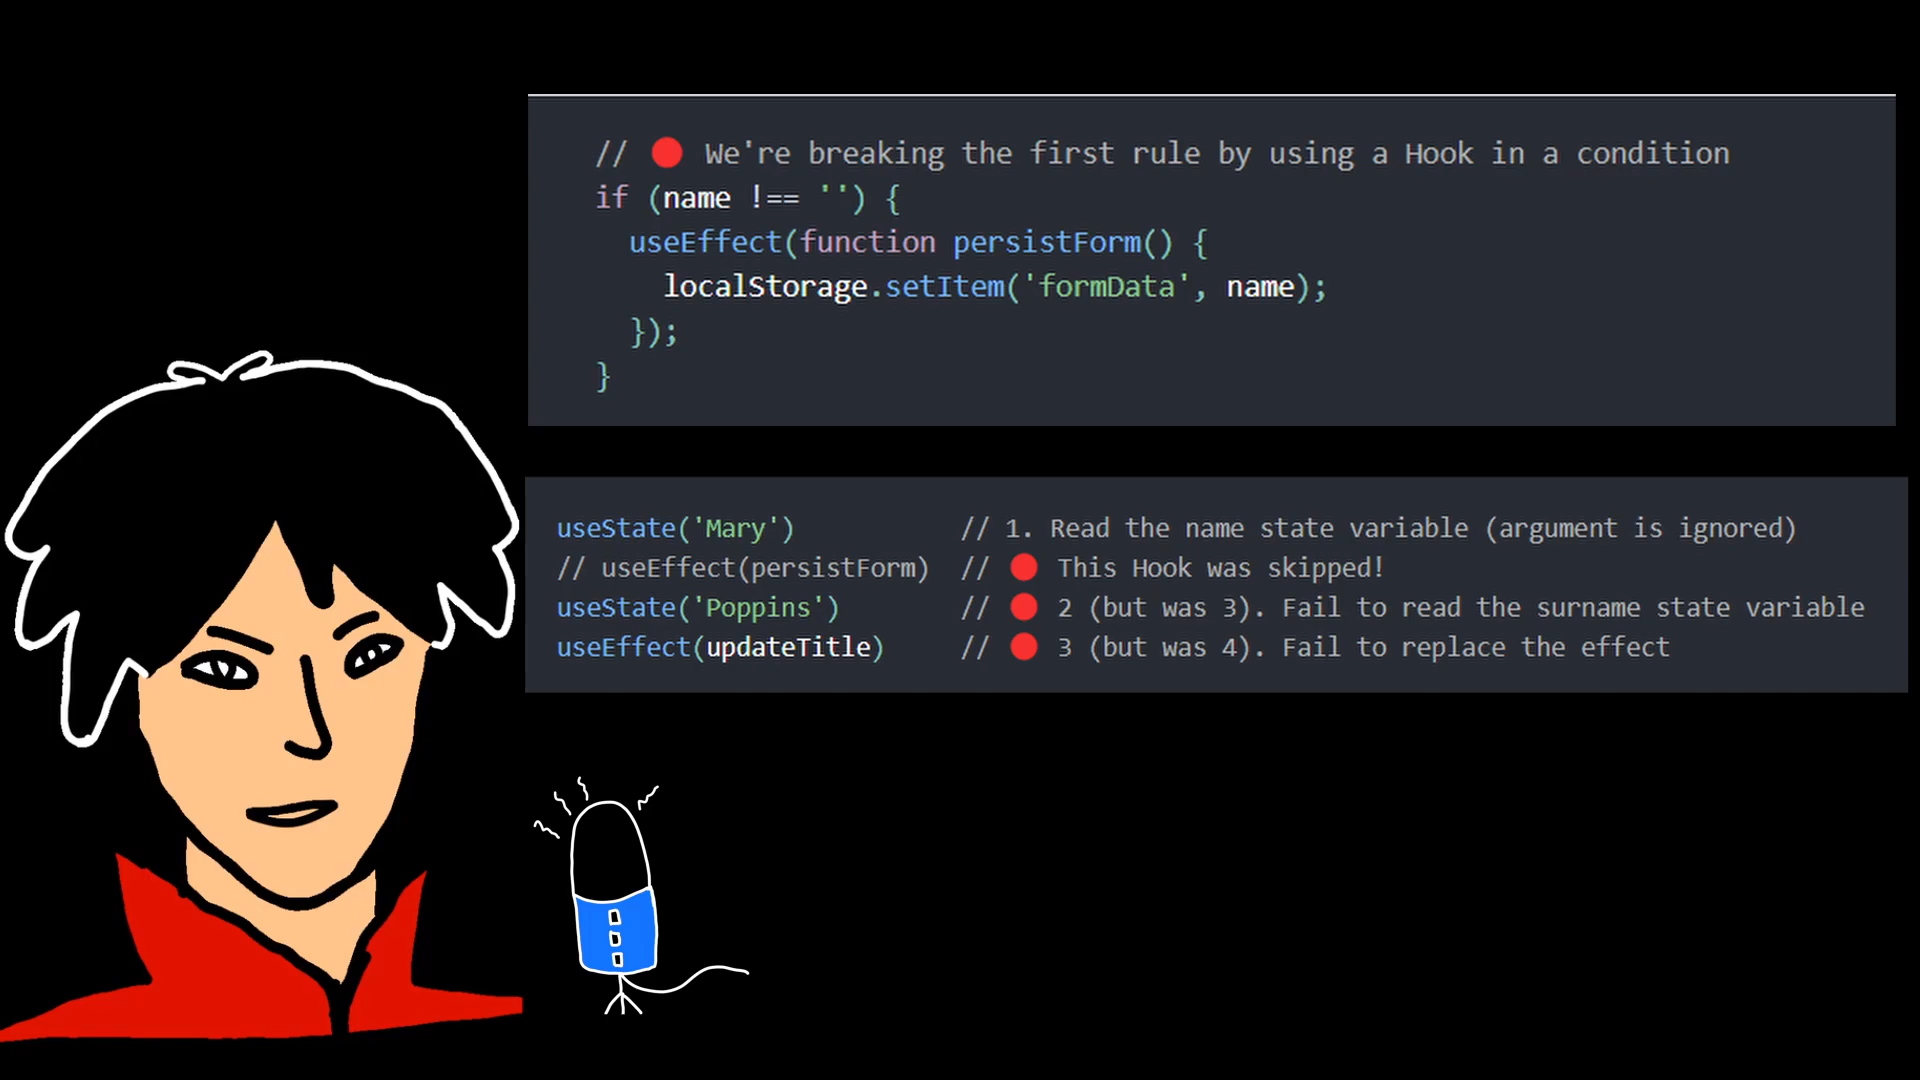 // 🔴 We're breaking the first rule by using a Hook in a condition
if (name !== '') {
useEffect(function persistForm() {
localStorage.setItem('formData', name);
});
}
useState('Mary') // 1. Read the name state variable (argument is ignored)
// useEffect(persistForm) // 🔴 This Hook was skipped!
useState('Poppins') // 🔴 2 (but was 3). Fail to read the surname state variable
useEffect(updateTitle) // 🔴 3 (but was 4). Fail to replace the effect